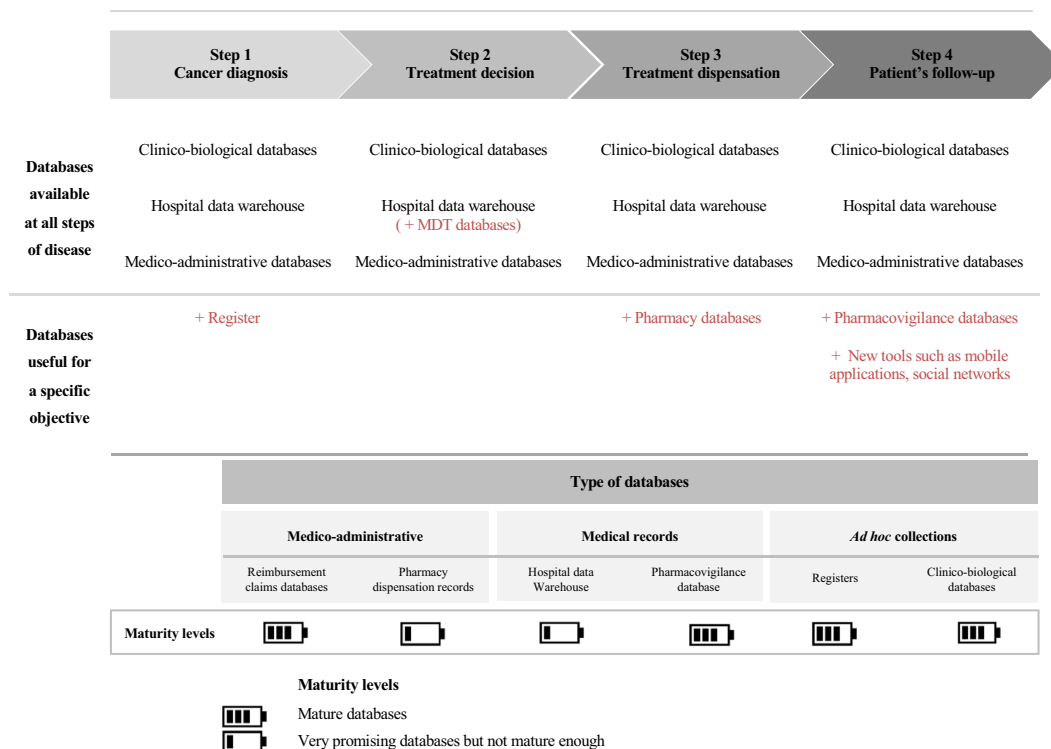 Step 1
Cancer diagnosis
Step 2
Treatment decision
Step 3
Treatment dispensation
Step 4
Patient's follow-up
Databases
available
at all steps
of disease
Clinico-biological databases
Clinico-biological databases
Clinico-biological databases
Clinico-biological databases
Hospital data warehouse
Hospital data warehouse
( + MDT databases)
Hospital data warehouse
Hospital data warehouse
Medico-administrative databases
Medico-administrative databases
Medico-administrative databases
Medico-administrative databases
Databases
useful for
a specific
objective
+ Register
+ Pharmacy databases
+ Pharmacovigilance databases
+ New tools such as mobile
applications, social networks
Type of databases
Medico-administrative
Medical records
Ad hoc collections
Reimbursement
claims databases
Pharmacy
dispensation records
Hospital data
Warehouse
Pharmacovigilance
database
Registers
Clinico-biological
databases
Maturity levels
Maturity levels
Mature databases
Very promising databases but not mature enough